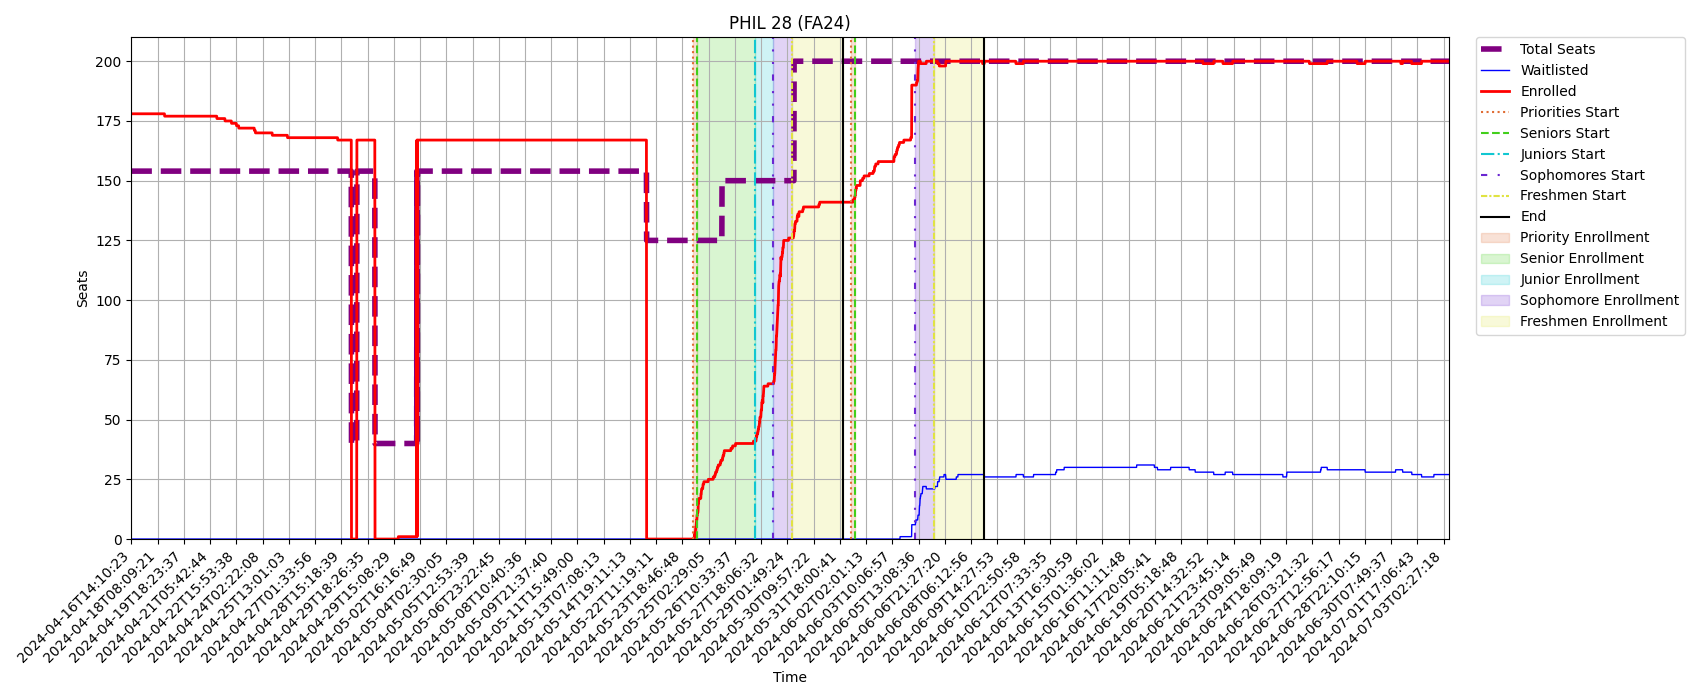 PHIL 28 (FA24)
Seats
200
175
150
125
100
75
50
25
0
2024-04-16T14:10:23
2024-04-18T08:09:21
2024-04-19T18:23:37
2024-04-21T05:42:44
2024-04-22T15:53:38
2024-04-24T02:22:08
2024-04-25T13:01:03
2024-04-27T01:33:56
2024-04-28T15:18:39
2024-04-29T18:26:35
2024-04-29T15:08:29
2024-05-02T16:16:49
2024-05-04T02:30:05
2024-05-05T12:53:39
2024-05-06T23:22:45
2024-05-08T10:40:36
2024-05-09T21:37:40
2024-05-11T15:49:00
2024-05-13T07:08:13
2024-05-14T19:11:13
2024-05-22T11:19:11
2024-05-23T18:46:48
2024-05-25T02:29:05
2024-05-26T10:33:37
2024-05-27T18:06:32
2024-05-29T01:49:24
2024-05-30T09:57:22
2024-05-31T18:00:41
2024-06-02T02:01:13
2024-06-03T10:06:57
2024-06-05T13:08:36
2024-06-06T21:27:20
2024-06-08T06:12:56
2024-06-09T14:27:53
2024-06-10T22:50:58
2024-06-12T07:33:35
2024-06-13T16:30:59
2024-06-15T01:36:02
2024-06-16T11:11:48
2024-06-17T20:05:41
2024-06-19T05:18:48
2024-06-20T14:32:52
2024-06-21T23:45:14
2024-06-23T09:05:49
2024-06-24T18:09:19
2024-06-26T03:21:32
2024-06-27T12:56:17
2024-06-28T22:10:15
2024-06-30T07:49:37
2024-07-01T17:06:43
2024-07-03T02:27:18
Time
Total Seats
Waitlisted
Enrolled
Priorities Start
Seniors Start
Juniors Start
Sophomores Start
Freshmen Start
End
Priority Enrollment
Senior Enrollment
Junior Enrollment
Sophomore Enrollment
Freshmen Enrollment